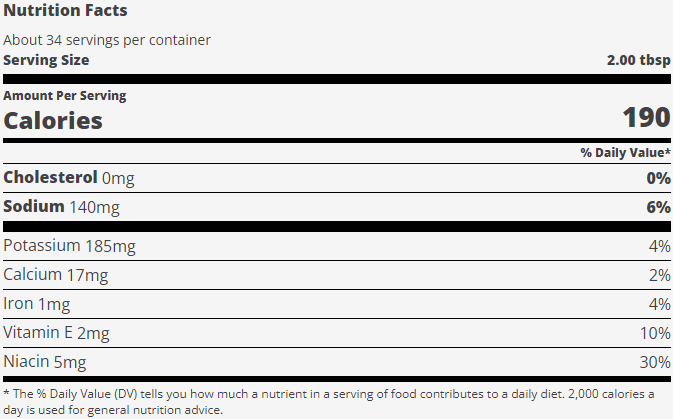 Nutrition Facts
About 34 servings per container
Serving Size 2.00 tbsp
Amount Per Serving
Calories 190
% Daily Value*
Cholesterol 0mg 0%
Sodium 140mg 6%
Potassium 185mg 4%
Calcium 17mg 2%
Iron 1mg 4%
Vitamin E 2mg 10%
Niacin 5mg 30%
* The % Daily Value (DV) tells you how much a nutrient in a serving of food contributes to a daily diet. 2,000 calories a
day is used for general nutrition advice.